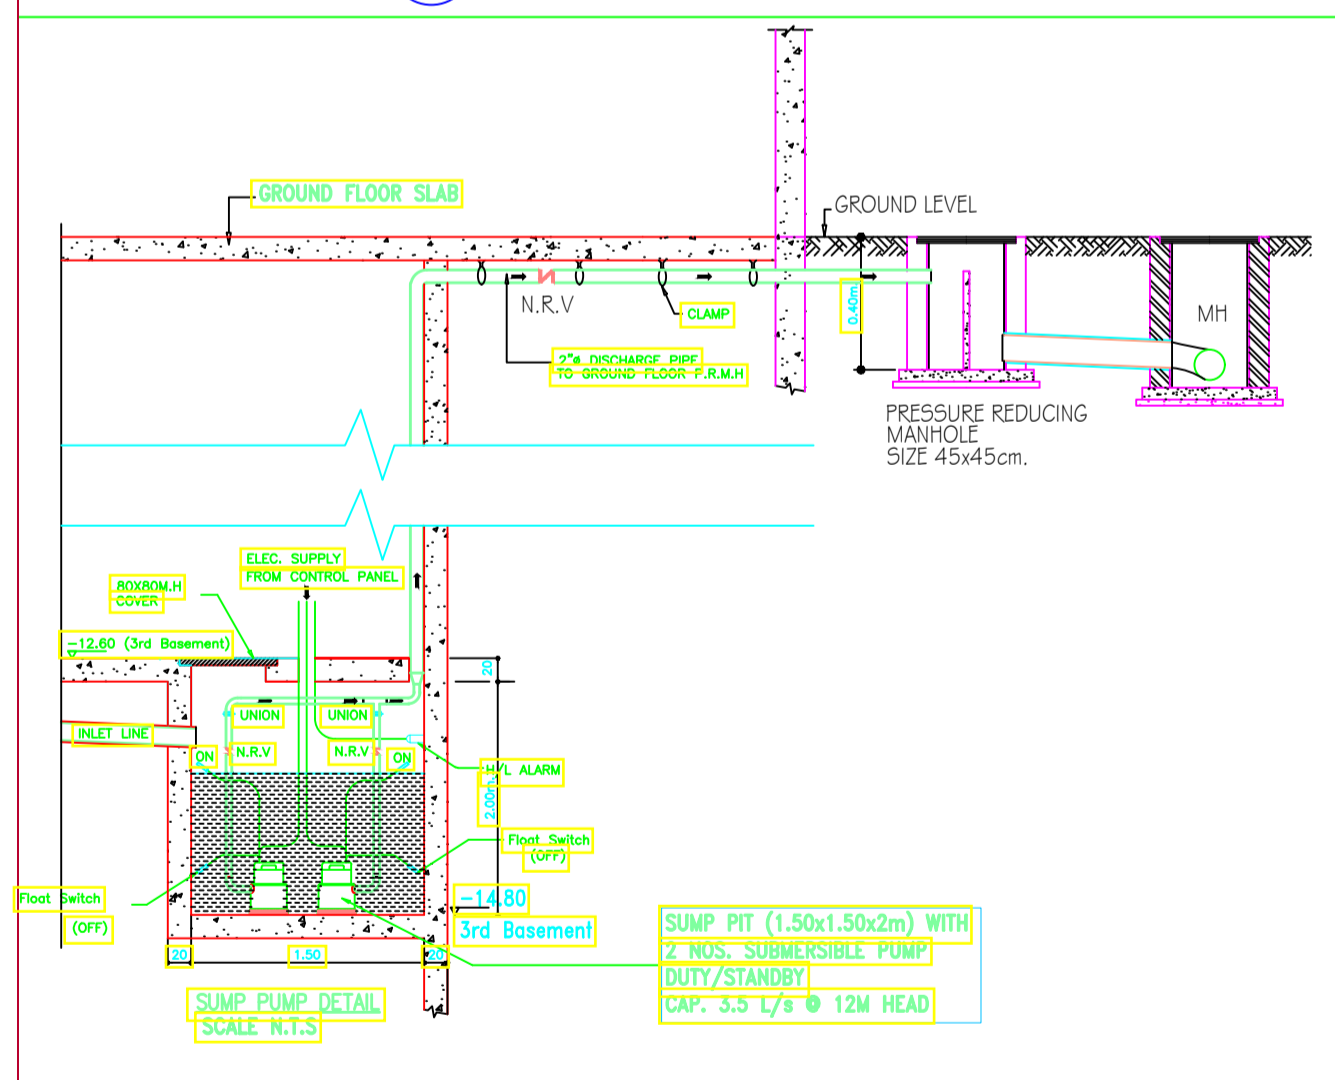 GROUND FLOOR SLAB
GROUND LEVEL
N.R.V
CLAMP
0.40m
MH
2"ø DISCHARGE PIPE
TO GROUND FLOOR P.R.M.H
PRESSURE REDUCING
MANHOLE
SIZE 45x45cm.
ELEC. SUPPLY
FROM CONTROL PANEL
80X80M.H
COVER
-12.60 (3rd Basement)
20
UNION
UNION
INLET LINE
ON
N.R.V
N.R.V
ON
H/L ALARM
2.00m.
Float Switch
(OFF)
Float Switch
(OFF)
-14.80
3rd Basement
20
1.50
20
SUMP PIT (1.50x1.50x2m) WITH
2 NOS. SUBMERSIBLE PUMP
DUTY/STANDBY
CAP. 3.5 L/s @ 12M HEAD
SUMP PUMP DETAIL
SCALE N.T.S